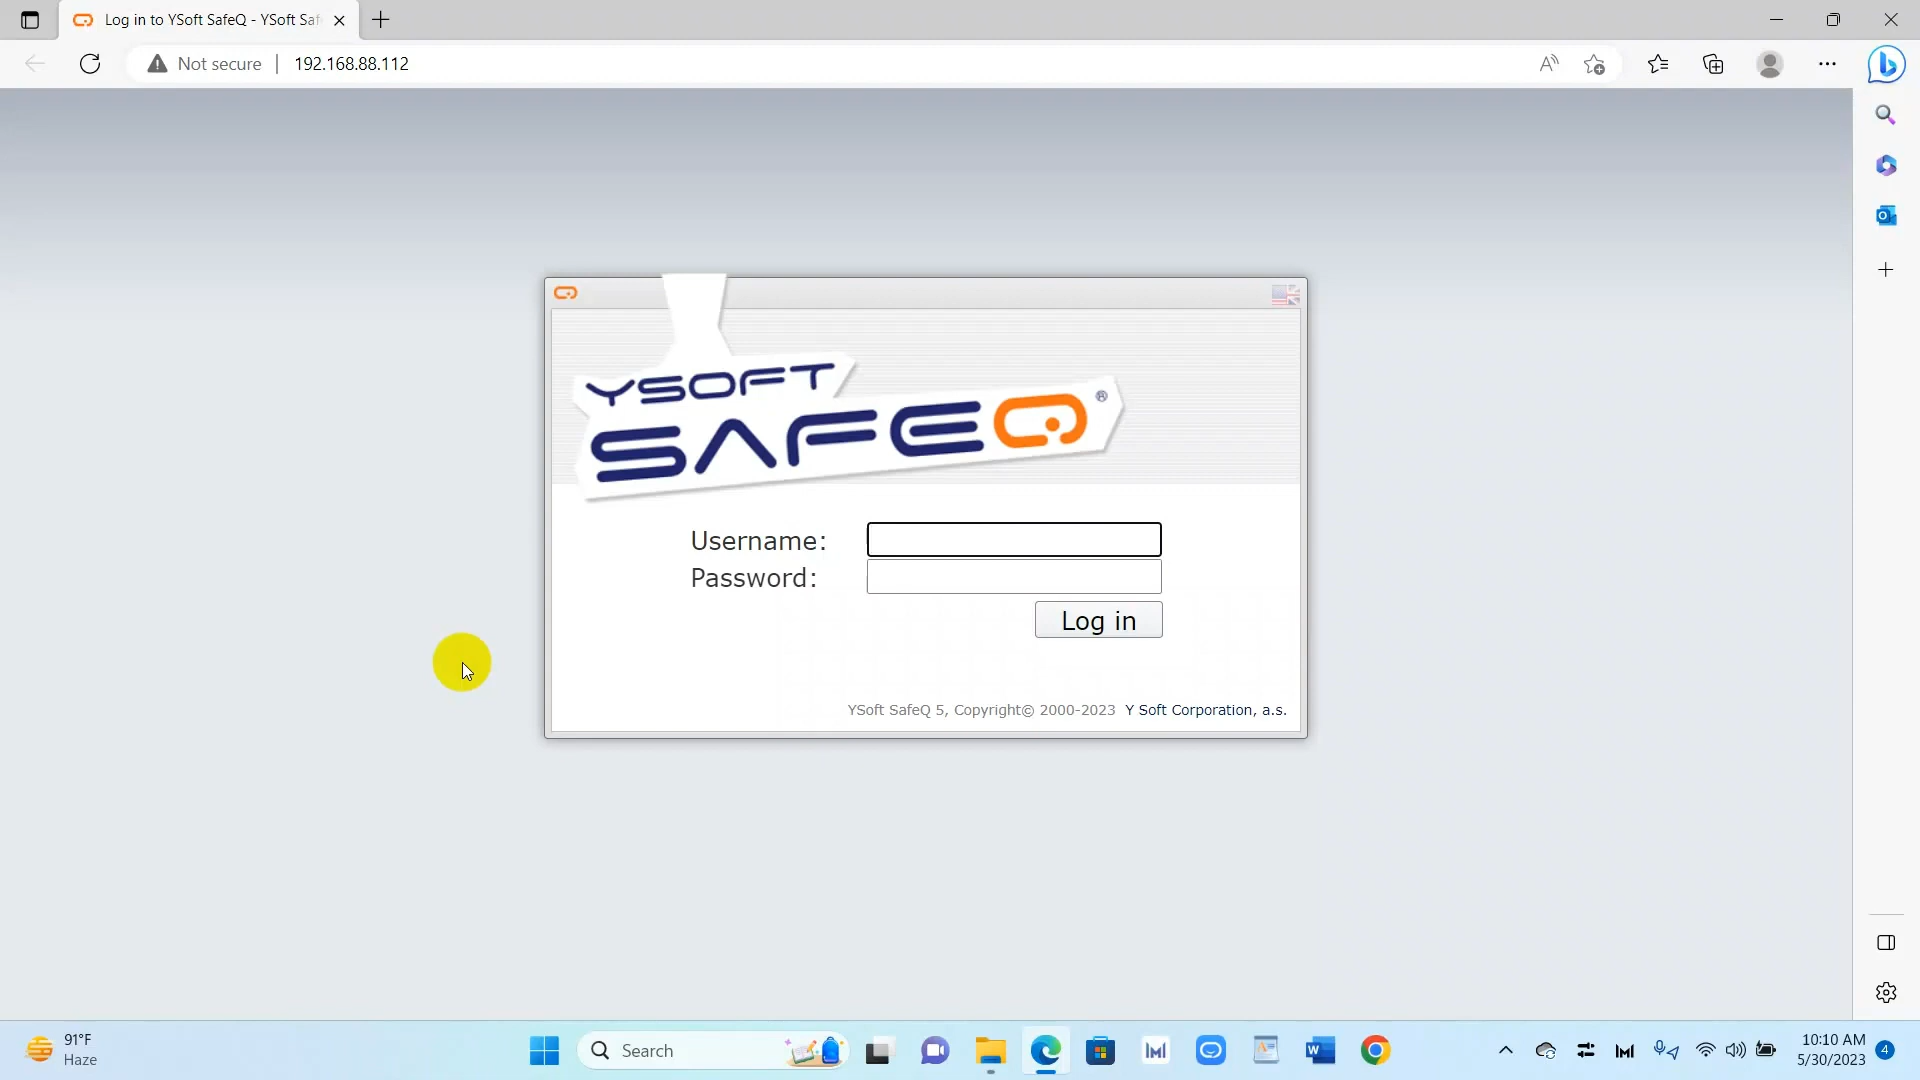 Log in to YSoft SafeQ - YSoft Saf
Not secure
192.168.88.112
YSOFT
SAFEQ®
Username:
Password:
Log in
YSoft SafeQ 5, Copyright© 2000-2023 Y Soft Corporation, a.s.
91°F
Haze
Search
10:10 AM
5/30/2023
4